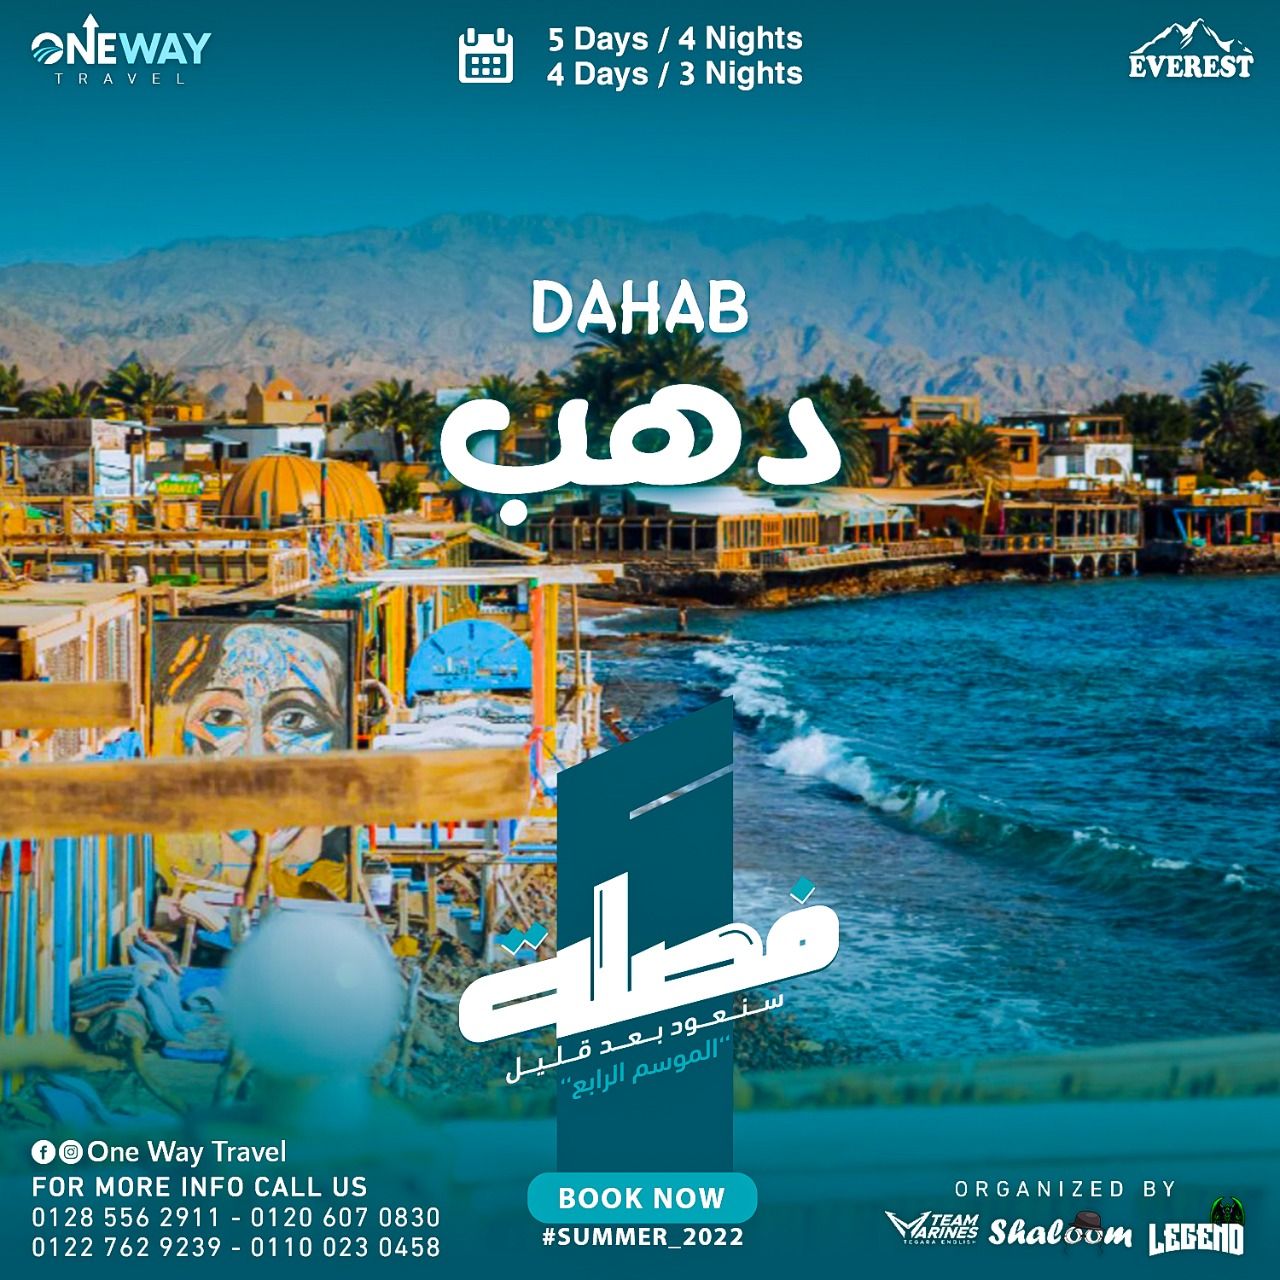 ONEWAY
TRAVEL
5 Days / 4 Nights
4 Days / 3 Nights
EVEREST
DAHAB
دهب
فصلة
سنعود بعد قليل
"الموسم الرابع"
One Way Travel
FOR MORE INFO CALL US
0128 556 2911 - 0120 607 0830
0122 762 9239 - 0110 023 0458
BOOK NOW
#SUMMER_2022
ORGANIZED BY
TEAM
MARINES
TEGARA ENGLISH
Shaloom
LEGEND